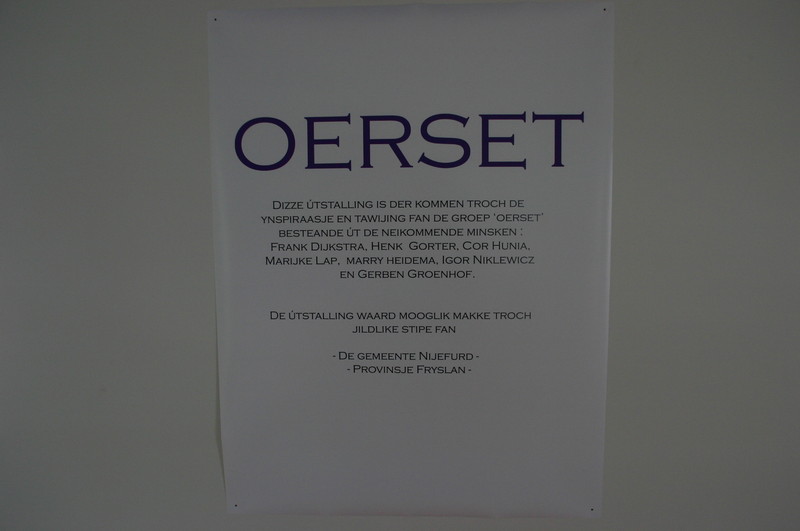 OERSET
DIZZE ÚTSTALLING IS DER KOMMEN TROCH DE
YNSPIRAASJE EN TAWIJING FAN DE GROEP 'OERSET'
BESTEANDE ÚT DE NEIKOMMENDE MINSKEN :
FRANK DIJKSTRA, HENK GORTER, COR HUNIA,
MARIJKE LAP, MARRY HEIDEMA, IGOR NIKLEWICZ
EN GERBEN GROENHOF.
DE ÚTSTALLING WAARD MOOGLIK MAKKE TROCH
JILDLIKE STIPE FAN
- DE GEMEENTE NIJEFURD -
- PROVINSJE FRYSLAN -